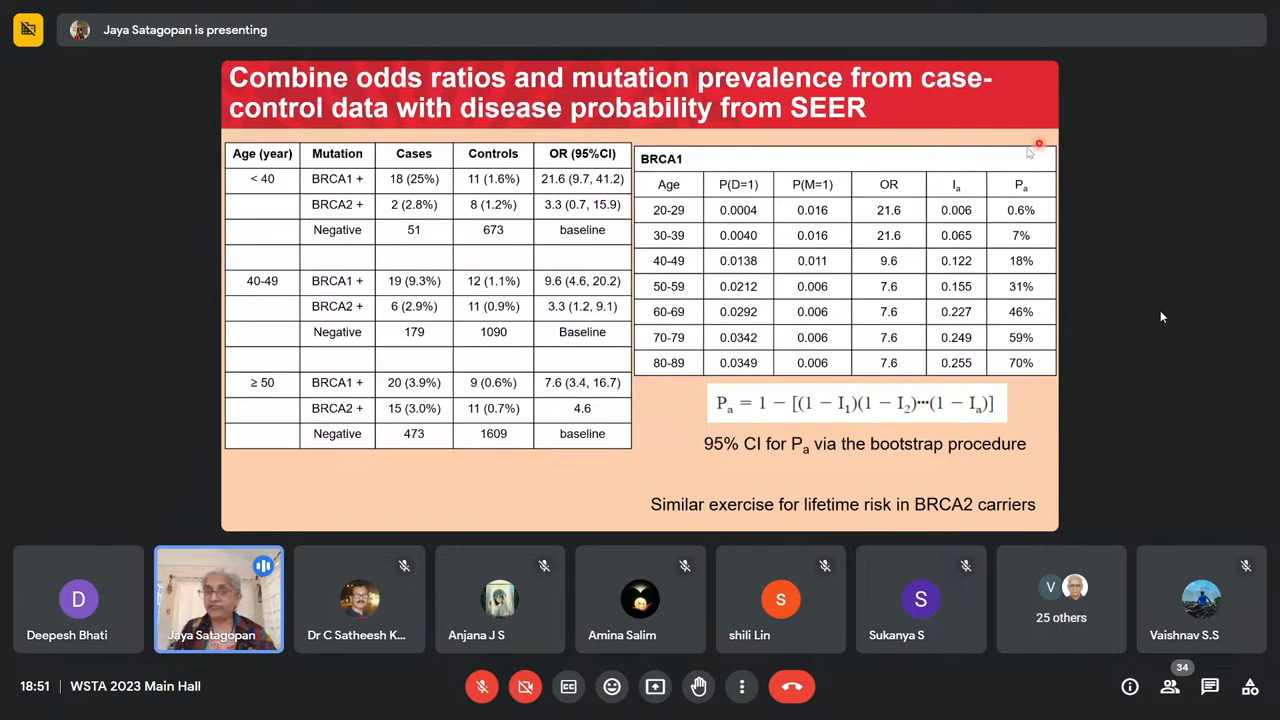 Jaya Satagopan is presenting
Combine odds ratios and mutation prevalence from case-
control data with disease probability from SEER
Age (year) Mutation Cases Controls OR (95%CI)
< 40 BRCA1 + 18 (25%) 11 (1.6%) 21.6 (9.7, 41.2)
BRCA2 + 2 (2.8%) 8 (1.2%) 3.3 (0.7, 15.9)
Negative 51 673 baseline
40-49 BRCA1 + 19 (9.3%) 12 (1.1%) 9.6 (4.6, 20.2)
BRCA2 + 6 (2.9%) 11 (0.9%) 3.3 (1.2, 9.1)
Negative 179 1090 Baseline
≥ 50 BRCA1 + 20 (3.9%) 9 (0.6%) 7.6 (3.4, 16.7)
BRCA2 + 15 (3.0%) 11 (0.7%) 4.6
Negative 473 1609 baseline
BRCA1
Age P(D=1) P(M=1) OR Ia Pa
20-29 0.0004 0.016 21.6 0.006 0.6%
30-39 0.0040 0.016 21.6 0.065 7%
40-49 0.0138 0.011 9.6 0.122 18%
50-59 0.0212 0.006 7.6 0.155 31%
60-69 0.0292 0.006 7.6 0.227 46%
70-79 0.0342 0.006 7.6 0.249 59%
80-89 0.0349 0.006 7.6 0.255 70%
Pa = 1 − [(1 − I1)(1 − I2)···(1 − Ia)]
95% CI for Pa via the bootstrap procedure
Similar exercise for lifetime risk in BRCA2 carriers
D
Deepesh Bhati
Jaya Satagopan
Dr C Satheesh K...
Anjana J S
Amina Salim
S
shili Lin
S
Sukanya S
V
25 others
Vaishnav S.S
18:51 | WSTA 2023 Main Hall
CC
34